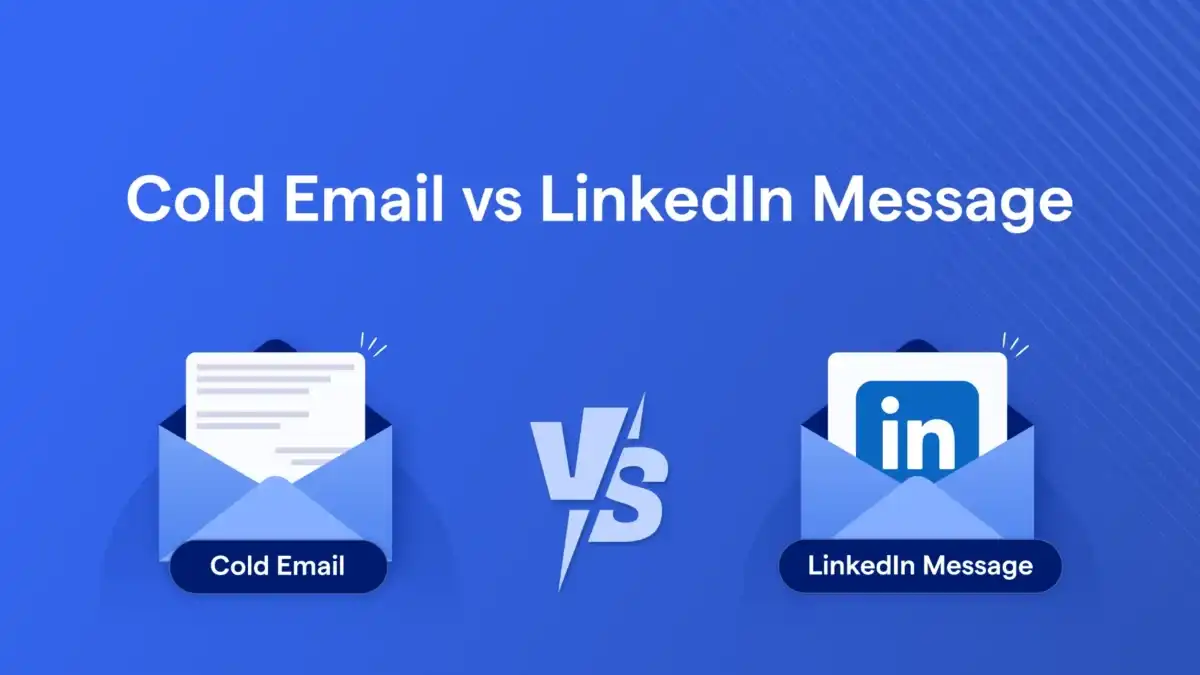 Cold Email vs LinkedIn Message
in
VS
Cold Email
LinkedIn Message